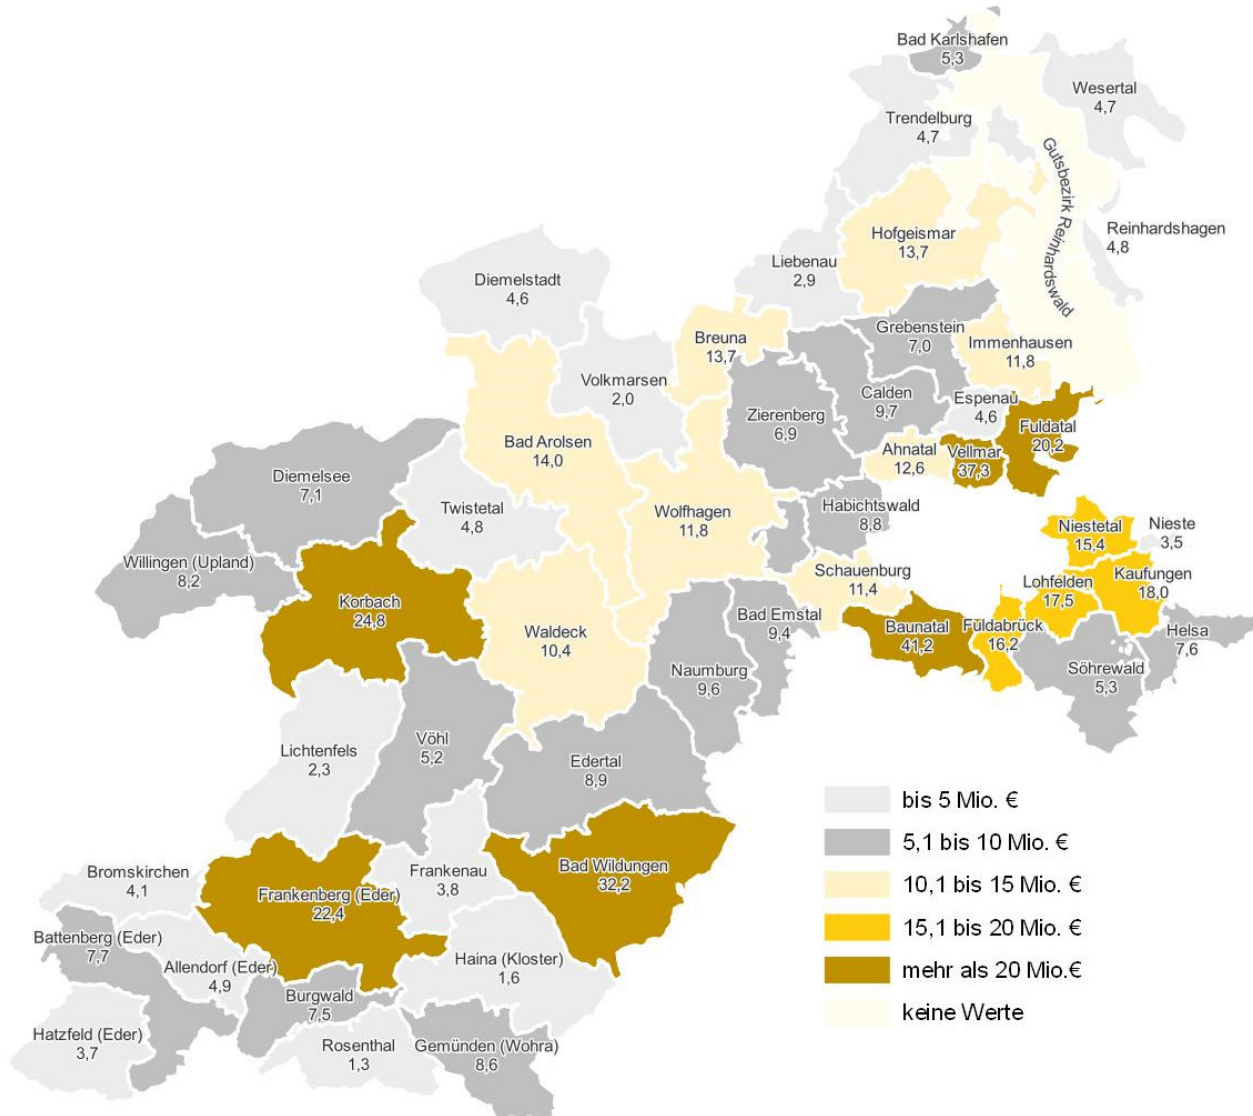 Bad Karlshafen
5,3
Wesertal
4,7
Trendelburg
4,7
Gutsbezirk Reinhardswald
Reinhardshagen
4,8
Hofgeismar
13,7
Liebenau
2,9
Diemelstadt
4,6
Grebenstein
7,0
Breuna
13,7
Immenhausen
11,8
Volkmarsen
2,0
Calden
9,7
Espenau
4,6
Zierenberg
6,9
Fuldatal
20,2
Bad Arolsen
14,0
Ahnatal
12,6
Vellmar
37,3
Diemelsee
7,1
Twistetal
4,8
Wolfhagen
11,8
Habichtswald
8,8
Niestetal
15,4
Nieste
3,5
Willingen (Upland)
8,2
Schauenburg
11,4
Lohfelden
17,5
Kaufungen
18,0
Korbach
24,8
Bad Emstal
9,4
Baunatal
41,2
Fuldabrück
16,2
Helsa
7,6
Waldeck
10,4
Naumburg
9,6
Söhrewald
5,3
Lichtenfels
2,3
Vöhl
5,2
Edertal
8,9
Bromskirchen
4,1
Frankenau
3,8
Bad Wildungen
32,2
Frankenberg (Eder)
22,4
Battenberg (Eder)
7,7
Allendorf (Eder)
4,9
Haina (Kloster)
1,6
Burgwald
7,5
Hatzfeld (Eder)
3,7
Rosenthal
1,3
Gemünden (Wohra)
8,6
bis 5 Mio. €
5,1 bis 10 Mio. €
10,1 bis 15 Mio. €
15,1 bis 20 Mio. €
mehr als 20 Mio.€
keine Werte